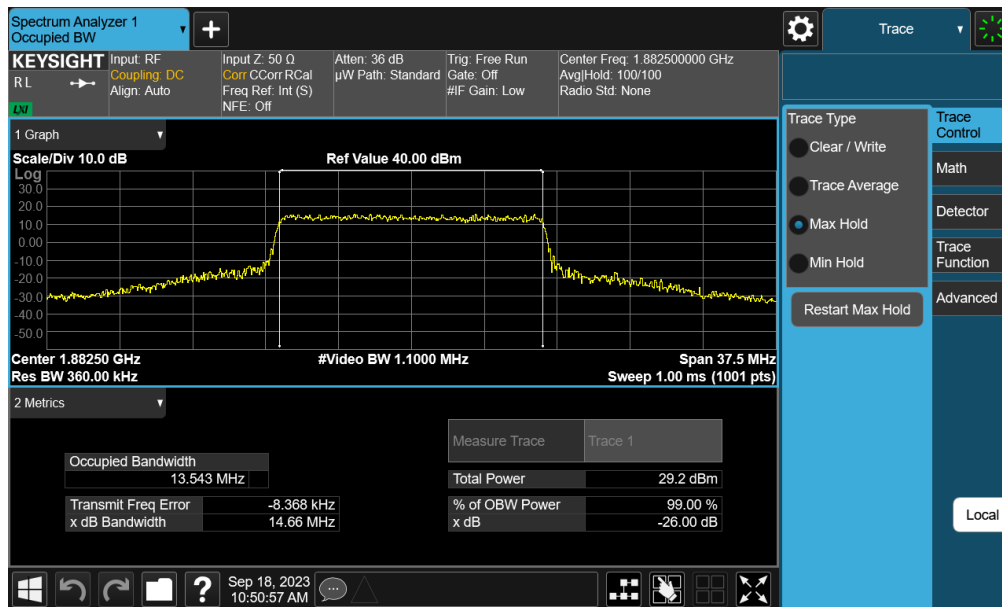 Spectrum Analyzer 1
Occupied BW
Trace
KEYSIGHT
R L
LXI
Input: RF
Coupling: DC
Align: Auto
Input Z: 50 Ω
Corr CCorr RCal
Freq Ref: Int (S)
NFE: Off
Atten: 36 dB
µW Path: Standard
Trig: Free Run
Gate: Off
#IF Gain: Low
Center Freq: 1.882500000 GHz
Avg|Hold: 100/100
Radio Std: None
1 Graph
Scale/Div 10.0 dB
Ref Value 40.00 dBm
Log
30.0
20.0
10.0
0.00
-10.0
-20.0
-30.0
-40.0
-50.0
Center 1.88250 GHz
#Video BW 1.1000 MHz
Span 37.5 MHz
Res BW 360.00 kHz
Sweep 1.00 ms (1001 pts)
2 Metrics
Measure Trace
Trace 1
Occupied Bandwidth
13.543 MHz
Total Power
29.2 dBm
Transmit Freq Error
-8.368 kHz
% of OBW Power
99.00 %
x dB Bandwidth
14.66 MHz
x dB
-26.00 dB
Trace Type
Clear / Write
Trace Average
Max Hold
Min Hold
Restart Max Hold
Trace
Control
Math
Detector
Trace
Function
Advanced
Local
?
Sep 18, 2023
10:50:57 AM